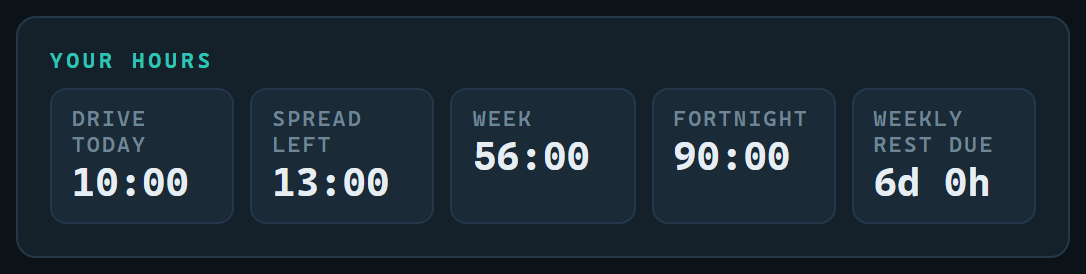 YOUR HOURS
DRIVE
TODAY
10:00
SPREAD
LEFT
13:00
WEEK
56:00
FORTNIGHT
90:00
WEEKLY
REST DUE
6d 0h